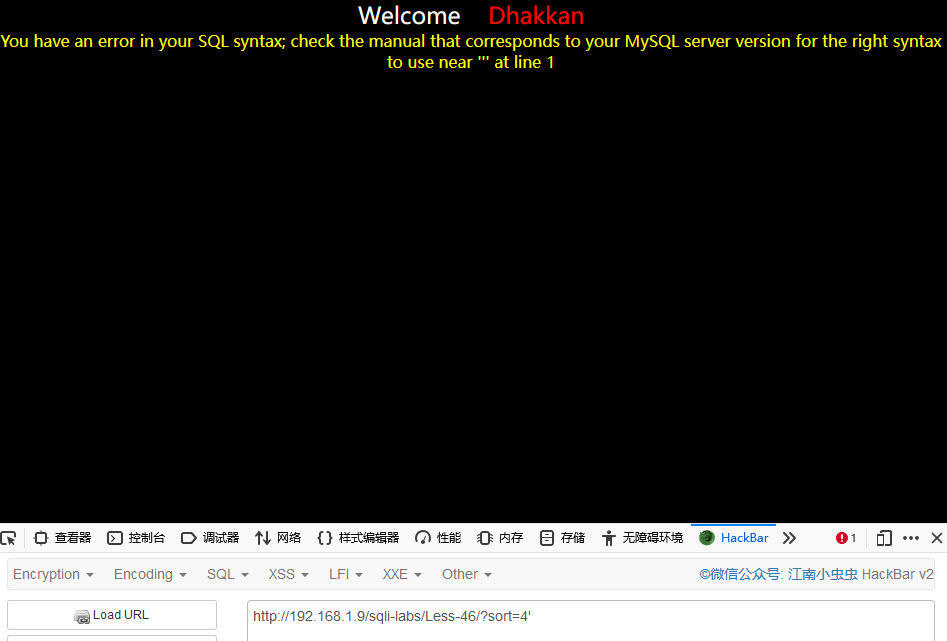 Welcome Dhakkan
You have an error in your SQL syntax; check the manual that corresponds to your MySQL server version for the right syntax
to use near ''' at line 1
查看器 控制台 调试器 网络 样式编辑器 性能 内存 存储 无障碍环境 HackBar 1
Encryption Encoding SQL XSS LFI XXE Other ©微信公众号: 江南小虫虫 HackBar v2
Load URL http://192.168.1.9/sqli-labs/Less-46/?sort=4'